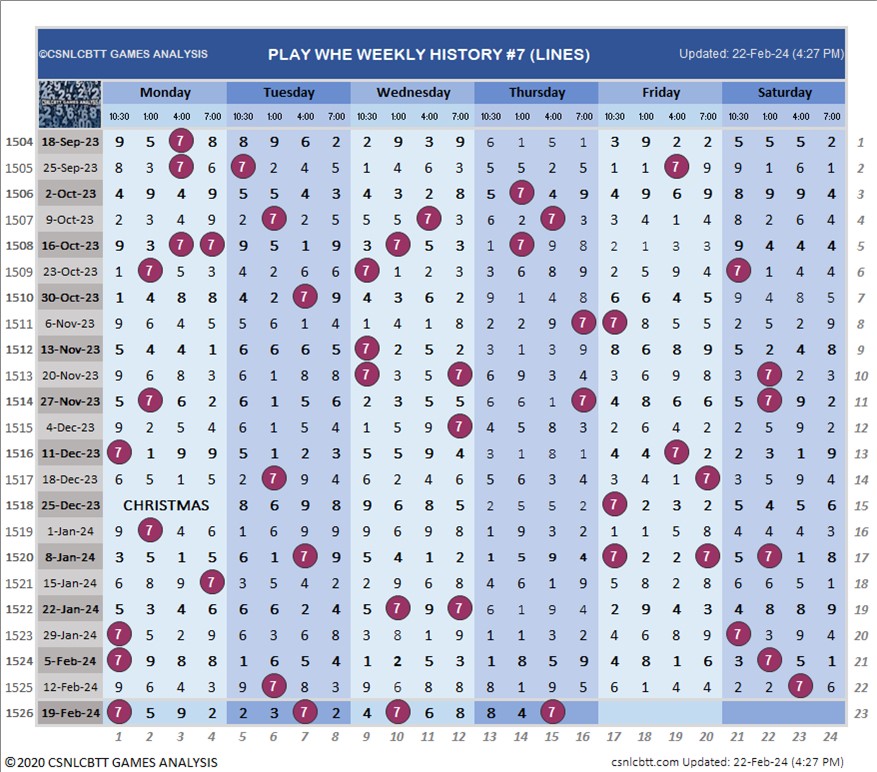 ©CSNLCBTT GAMES ANALYSIS PLAY WHE WEEKLY HISTORY #7 (LINES) Updated: 22-Feb-24 (4:27 PM)
CSNLCBTT GAMES ANALYSIS Monday Tuesday Wednesday Thursday Friday Saturday
10:30 1:00 4:00 7:00 10:30 1:00 4:00 7:00 10:30 1:00 4:00 7:00 10:30 1:00 4:00 7:00 10:30 1:00 4:00 7:00 10:30 1:00 4:00 7:00
1504 18-Sep-23 9 5 7 8 8 9 6 2 2 9 3 9 6 1 5 1 3 9 2 2 5 5 5 2 1
1505 25-Sep-23 8 3 7 6 7 2 4 5 1 4 6 3 5 5 2 5 1 1 7 9 9 1 6 1 2
1506 2-Oct-23 4 9 4 9 5 5 4 3 4 3 2 8 5 7 4 9 4 9 6 9 8 9 9 4 3
1507 9-Oct-23 2 3 4 9 6 7 2 5 5 5 7 3 6 2 7 3 3 4 1 4 8 2 6 4 4
1508 16-Oct-23 9 3 7 7 9 5 1 9 3 7 5 3 1 7 9 8 2 1 3 3 9 4 4 4 5
1509 23-Oct-23 1 7 5 3 4 2 6 6 7 1 2 3 3 6 8 9 2 5 9 4 7 1 4 4 6
1510 30-Oct-23 1 4 8 8 4 2 7 9 4 3 6 2 9 1 4 8 6 6 4 5 9 4 8 5 7
1511 6-Nov-23 9 6 4 5 5 6 1 4 1 4 1 8 2 2 9 7 7 8 5 5 2 5 2 9 8
1512 13-Nov-23 5 4 4 1 6 6 6 5 7 2 5 2 3 1 3 9 8 6 8 9 5 2 4 8 9
1513 20-Nov-23 9 6 8 3 6 1 8 8 7 3 5 7 6 9 3 4 3 6 9 8 3 7 2 3 10
1514 27-Nov-23 5 7 6 2 6 1 5 6 2 3 5 5 6 6 1 7 4 8 6 6 5 7 9 2 11
1515 4-Dec-23 9 2 5 4 6 1 5 4 1 5 9 7 4 5 8 3 2 6 4 2 2 5 9 2 12
1516 11-Dec-23 7 1 9 9 5 1 2 3 5 5 9 4 3 1 8 1 4 4 7 2 2 3 1 9 13
1517 18-Dec-23 6 5 1 5 2 7 9 4 6 2 4 6 5 6 3 4 3 4 1 7 3 5 9 4 14
1518 25-Dec-23 CHRISTMAS 8 6 9 8 9 6 8 5 2 5 5 2 7 2 3 2 5 4 5 6 15
1519 1-Jan-24 9 7 4 6 1 6 9 9 9 6 9 8 1 9 3 2 1 1 5 8 4 4 4 3 16
1520 8-Jan-24 3 5 1 5 6 1 7 9 5 4 1 2 1 5 9 4 7 2 2 7 5 7 1 8 17
1521 15-Jan-24 6 8 9 7 3 5 4 2 2 9 6 8 4 6 1 9 5 8 2 8 6 6 5 1 18
1522 22-Jan-24 5 3 4 6 6 6 2 4 5 7 9 7 6 1 9 4 2 9 4 3 4 8 8 9 19
1523 29-Jan-24 7 5 2 9 6 3 6 8 3 8 1 9 1 1 3 2 4 6 8 9 7 3 9 4 20
1524 5-Feb-24 7 9 8 8 1 6 5 4 1 2 5 3 1 8 5 9 4 8 1 6 3 7 5 1 21
1525 12-Feb-24 9 6 4 3 9 7 8 3 9 6 8 8 8 1 9 5 6 1 4 4 2 2 7 6 22
1526 19-Feb-24 7 5 9 2 2 3 7 2 4 7 6 8 8 4 7 23
1 2 3 4 5 6 7 8 9 10 11 12 13 14 15 16 17 18 19 20 21 22 23 24
©2020 CSNLCBTT GAMES ANALYSIS csnlcbtt.com Updated: 22-Feb-24 (4:27 PM)